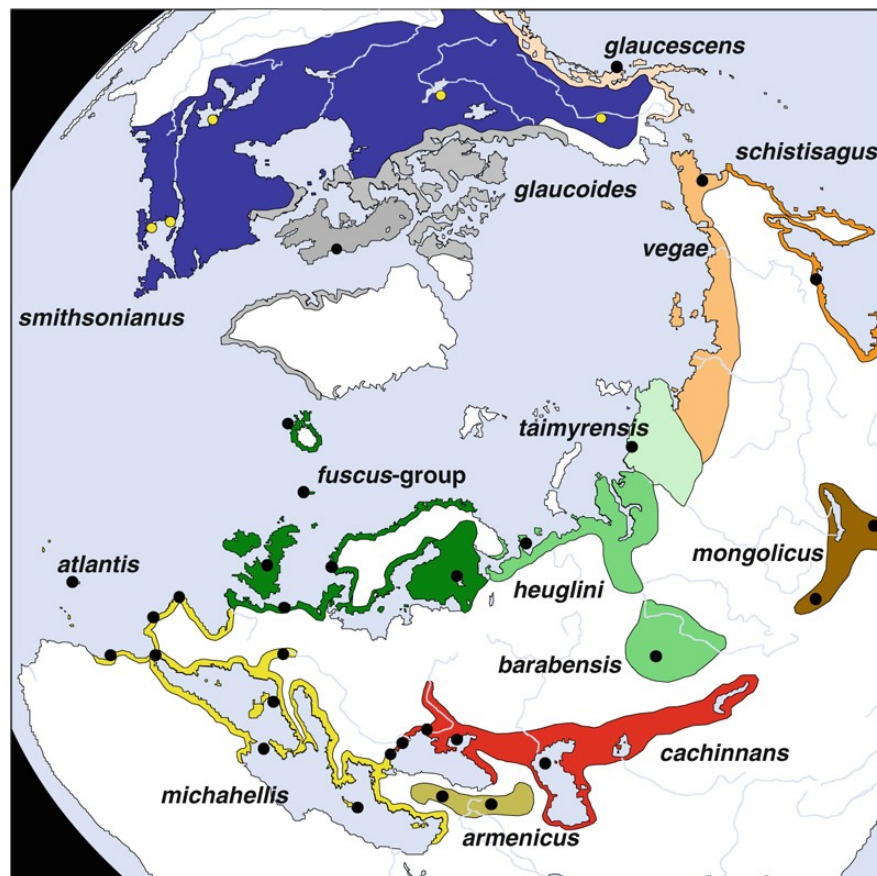 glaucescens
schistisagus
glaucoides
vegae
smithsonianus
taimyrensis
fuscus-group
atlantis
mongolicus
heuglini
barabensis
cachinnans
michahellis
armenicus